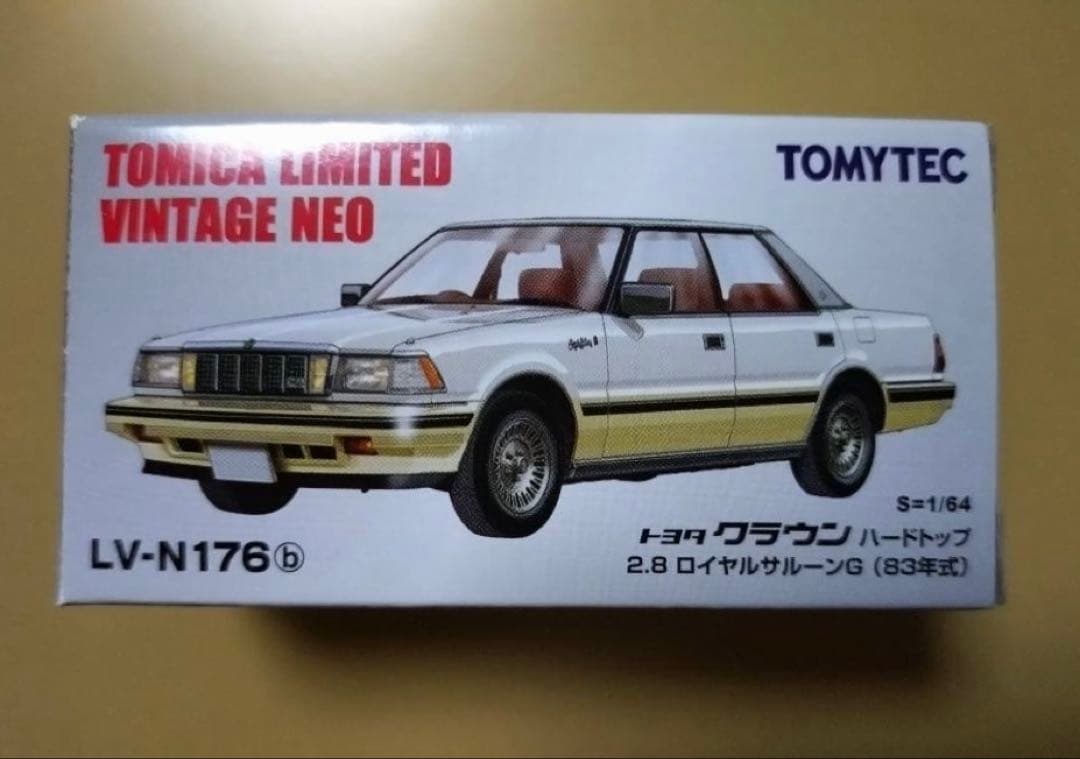 TOMICA LIMITED
VINTAGE NEO
TOMYTEC
S=1/64
トヨタ クラウン ハードトップ
2.8 ロイヤルサルーンG（83年式）
LV-N176ⓑ